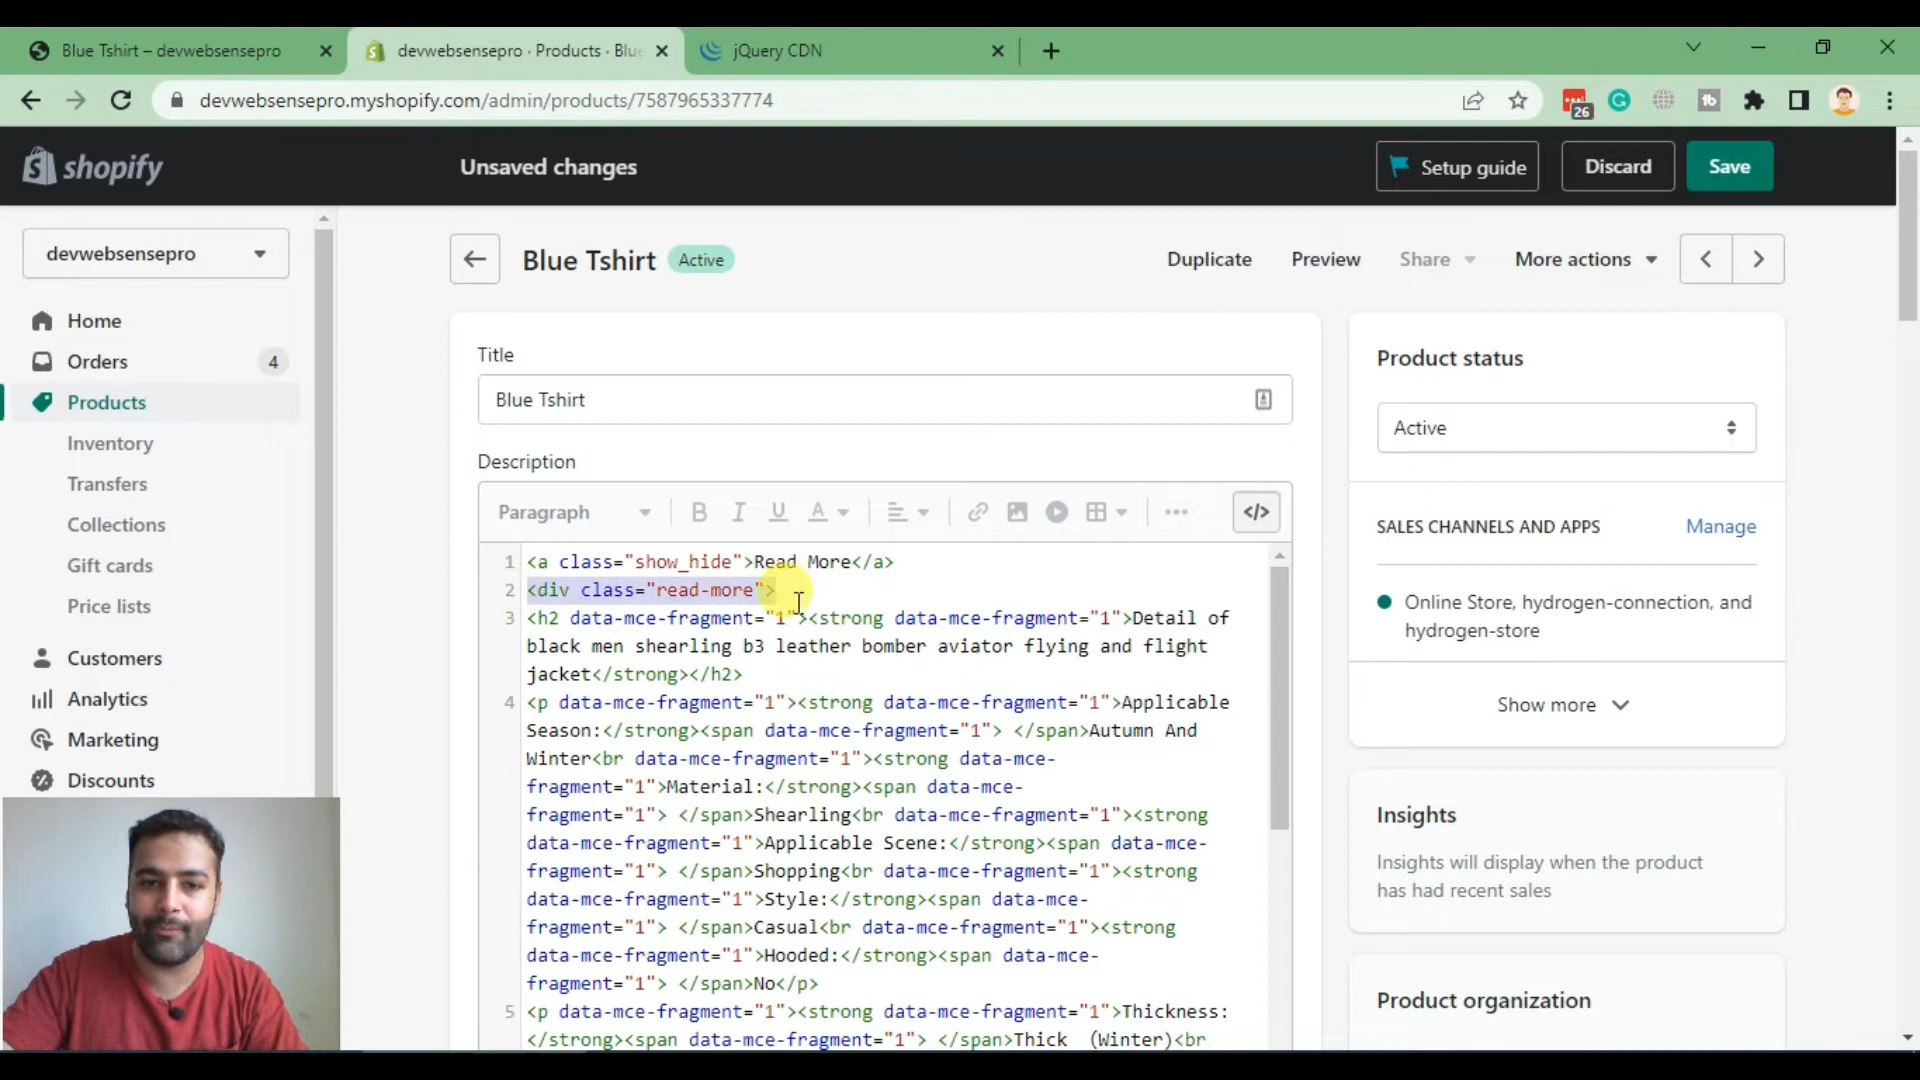 Blue Tshirt – devwebsensepro
devwebsensepro · Products · Blue
jQuery CDN
devwebsensepro.myshopify.com/admin/products/7587965337774
26
tb
shopify
Unsaved changes
Setup guide
Discard
Save
devwebsensepro
Home
Orders
4
Products
Inventory
Transfers
Collections
Gift cards
Price lists
Customers
Analytics
Marketing
Discounts
Blue Tshirt
Active
Duplicate
Preview
Share
More actions
Title
Blue Tshirt
Description
Paragraph
B
I
U
A
</>
1 <a class="show_hide">Read More</a>
2 <div class="read-more">
3 <h2 data-mce-fragment="1"><strong data-mce-fragment="1">Detail of
black men shearling b3 leather bomber aviator flying and flight
jacket</strong></h2>
4 <p data-mce-fragment="1"><strong data-mce-fragment="1">Applicable
Season:</strong><span data-mce-fragment="1"> </span>Autumn And
Winter<br data-mce-fragment="1"><strong data-mce-
fragment="1">Material:</strong><span data-mce-
fragment="1"> </span>Shearling<br data-mce-fragment="1"><strong
data-mce-fragment="1">Applicable Scene:</strong><span data-mce-
fragment="1"> </span>Shopping<br data-mce-fragment="1"><strong
data-mce-fragment="1">Style:</strong><span data-mce-
fragment="1"> </span>Casual<br data-mce-fragment="1"><strong
data-mce-fragment="1">Hooded:</strong><span data-mce-
fragment="1"> </span>No</p>
5 <p data-mce-fragment="1"><strong data-mce-fragment="1">Thickness:
</strong><span data-mce-fragment="1"> </span>Thick (Winter)<br
Product status
Active
SALES CHANNELS AND APPS
Manage
Online Store, hydrogen-connection, and
hydrogen-store
Show more
Insights
Insights will display when the product
has had recent sales
Product organization